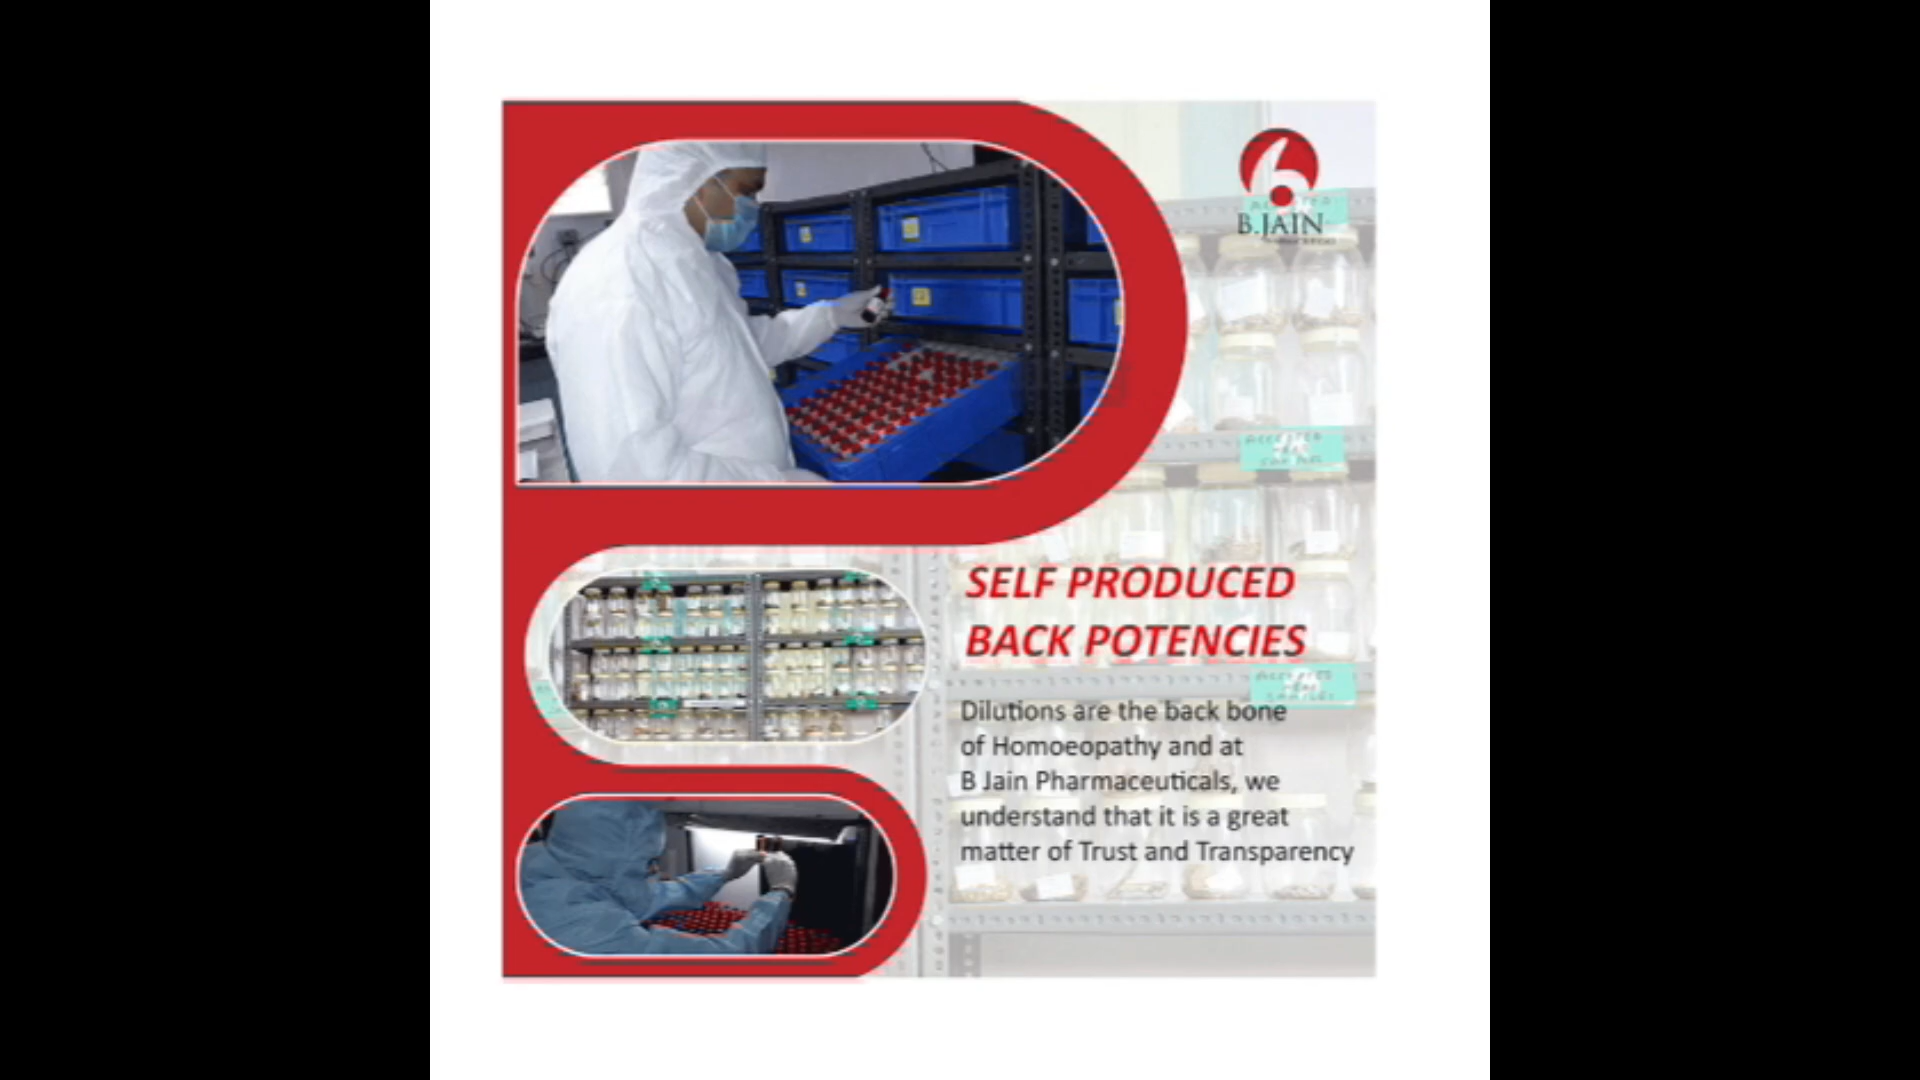 B.JAIN
SELF PRODUCED
BACK POTENCIES
Dilutions are the back bone
of Homoeopathy and at
B Jain Pharmaceuticals, we
understand that it is a great
matter of Trust and Transparency